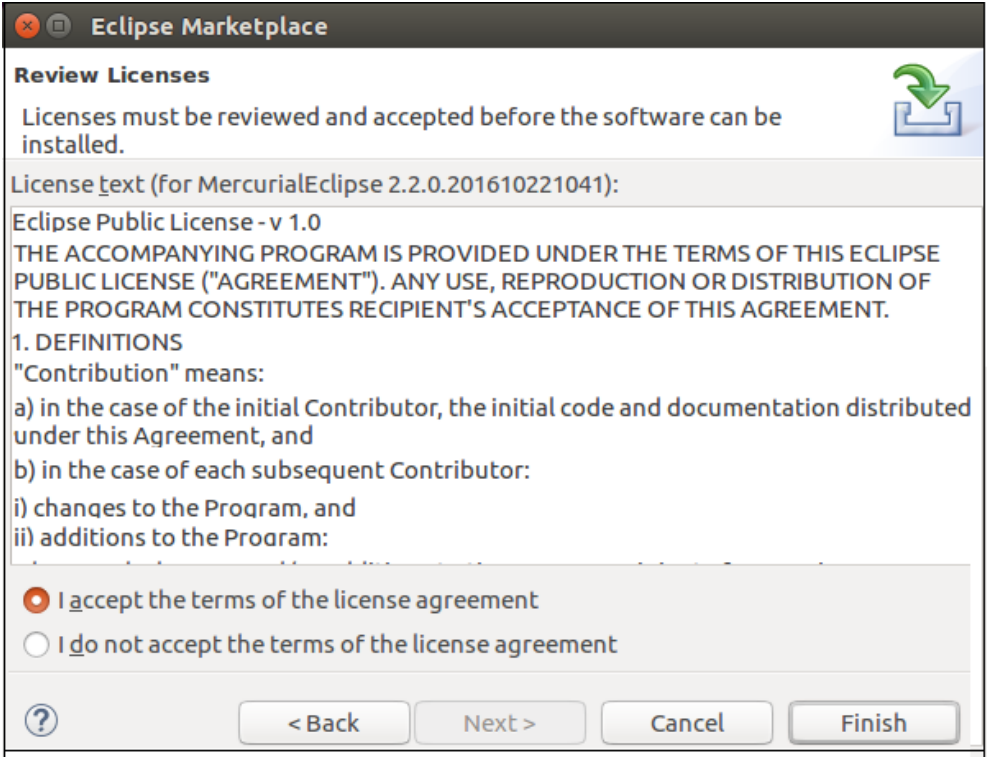 Eclipse Marketplace
Review Licenses
Licenses must be reviewed and accepted before the software can be
installed.
License text (for MercurialEclipse 2.2.0.201610221041):
Eclipse Public License - v 1.0
THE ACCOMPANYING PROGRAM IS PROVIDED UNDER THE TERMS OF THIS ECLIPSE
PUBLIC LICENSE ("AGREEMENT"). ANY USE, REPRODUCTION OR DISTRIBUTION OF
THE PROGRAM CONSTITUTES RECIPIENT'S ACCEPTANCE OF THIS AGREEMENT.
1. DEFINITIONS
"Contribution" means:
a) in the case of the initial Contributor, the initial code and documentation distributed
under this Agreement, and
b) in the case of each subsequent Contributor:
i) changes to the Program, and
ii) additions to the Program:
I accept the terms of the license agreement
I do not accept the terms of the license agreement
?
< Back
Next >
Cancel
Finish